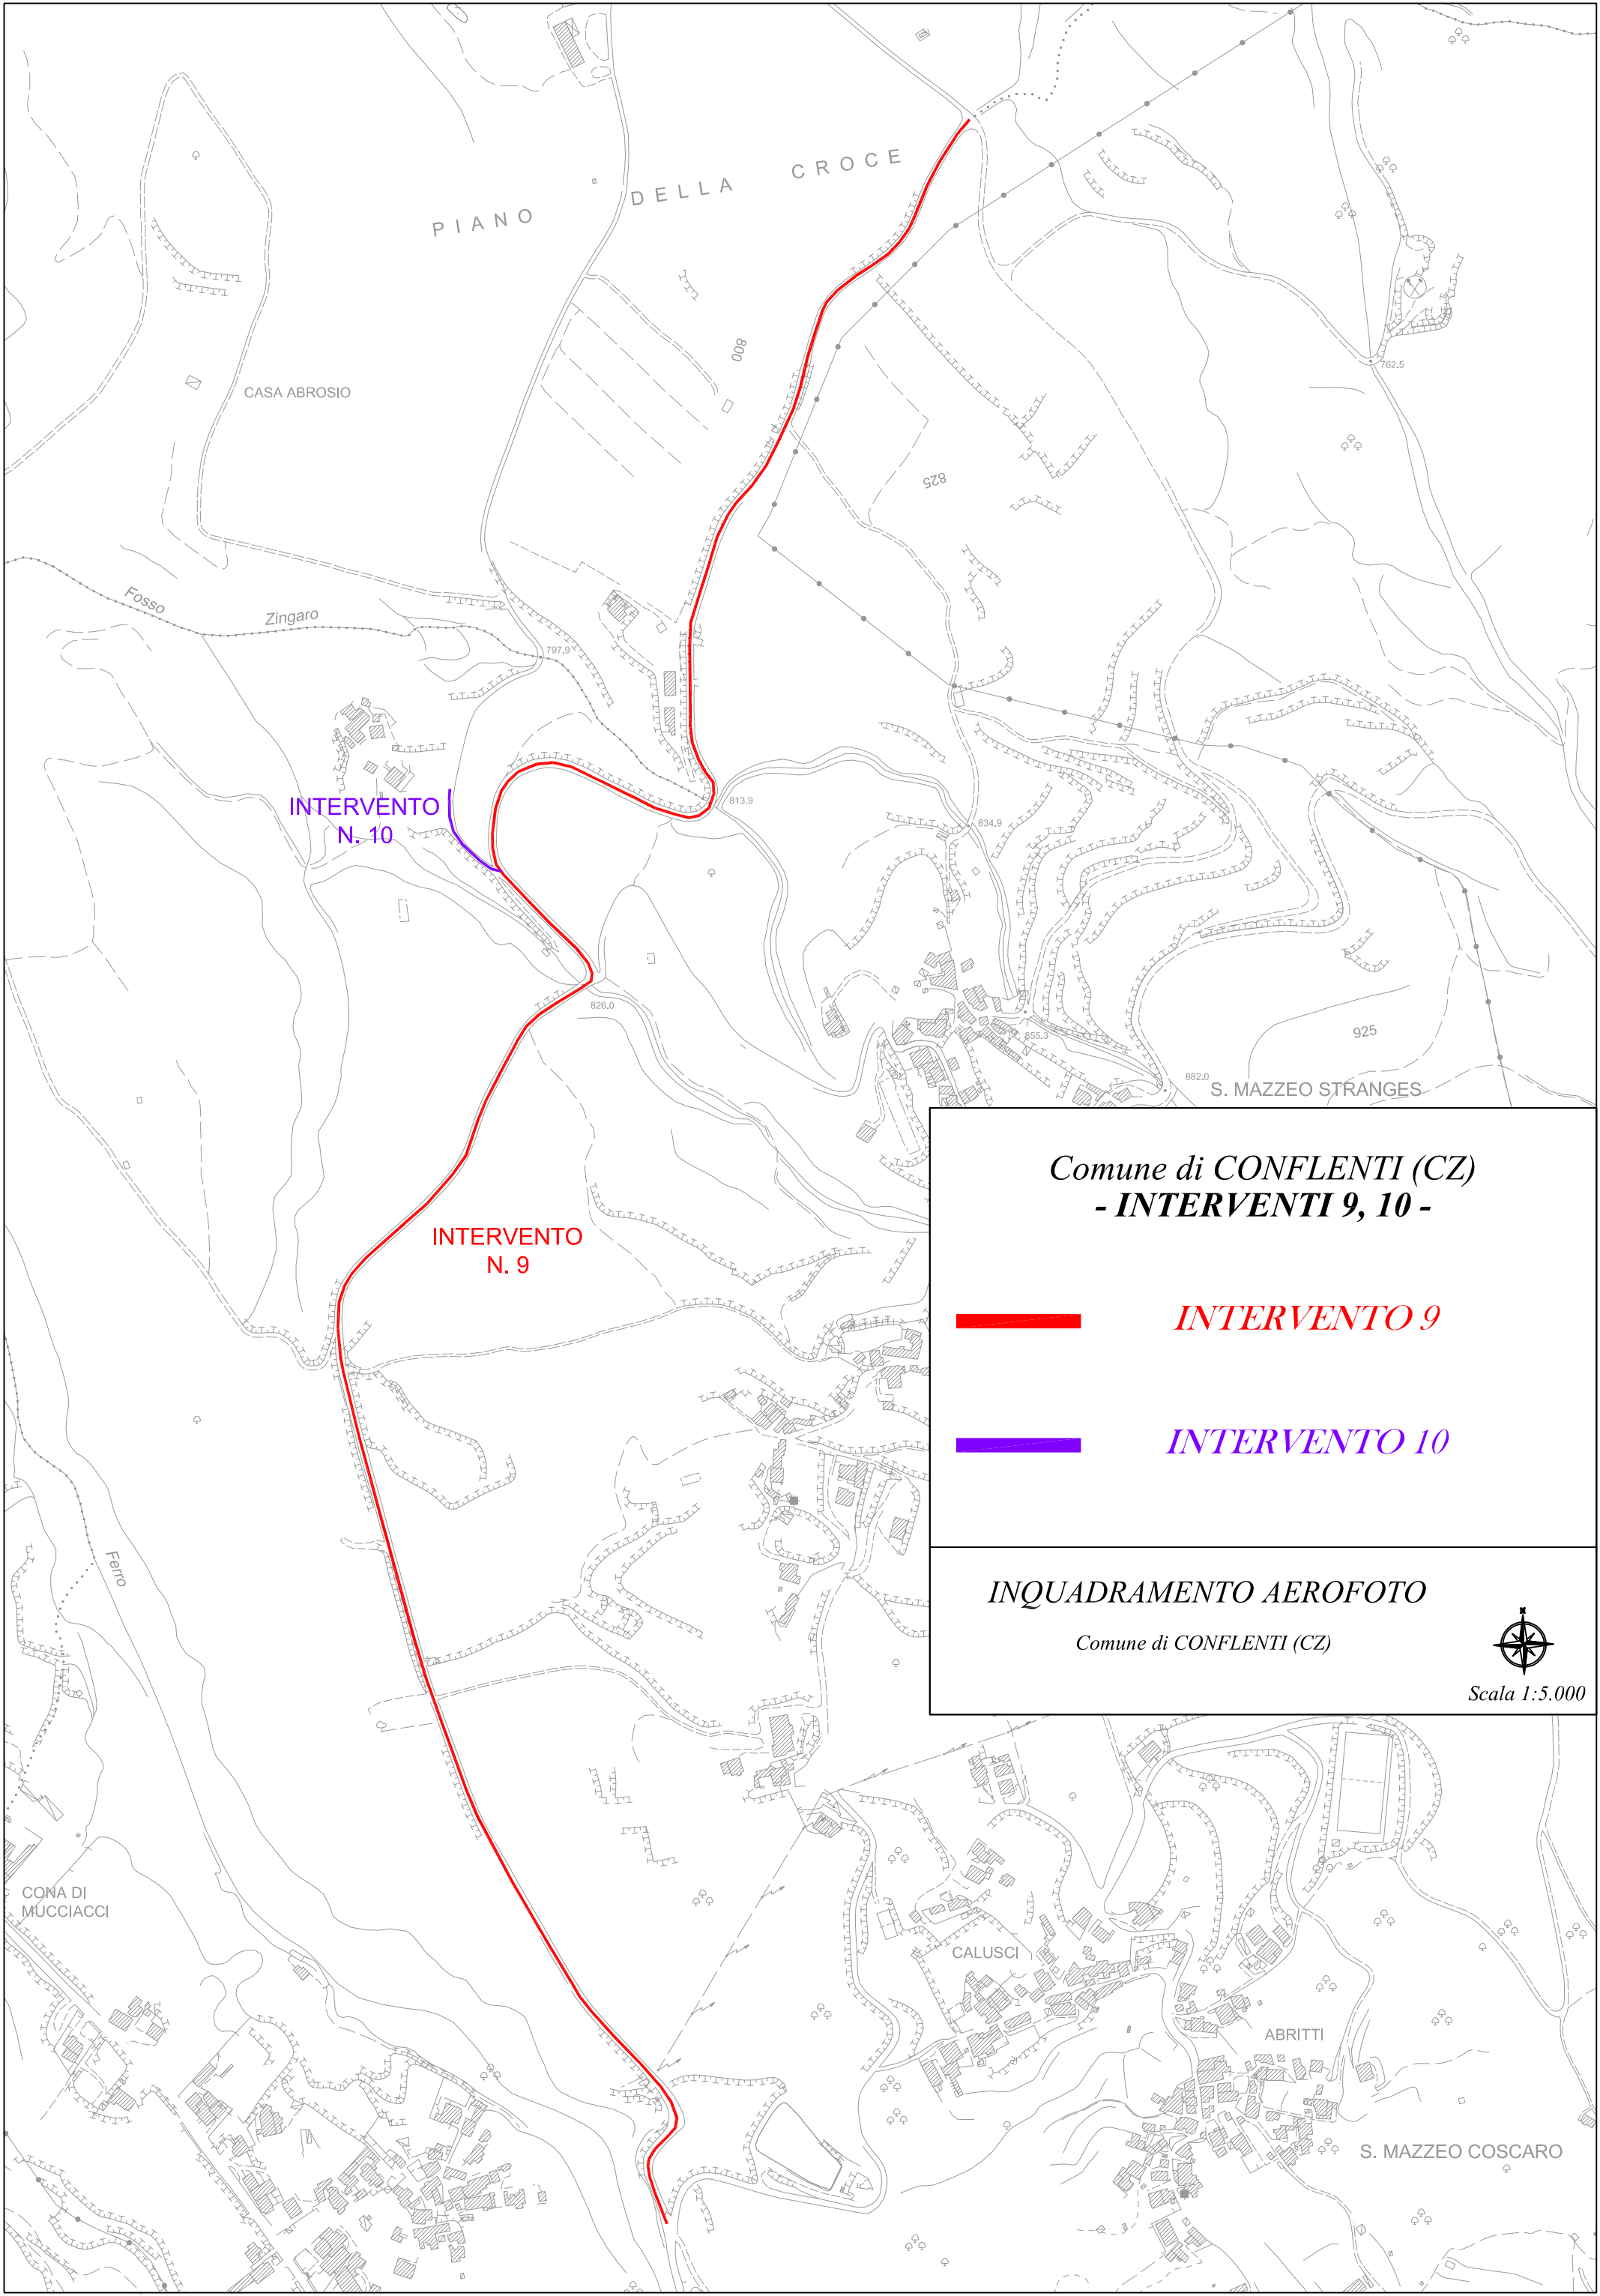 PIANO DELLA CROCE
800
CASA ABROSIO
762.5
825
Fosso Zingaro
797.9
INTERVENTO
N. 10
813.9
834.9
826.0
855.3
925
882.0
S. MAZZEO STRANGES
INTERVENTO
N. 9
Comune di CONFLENTI (CZ)
- INTERVENTI 9, 10 -
INTERVENTO 9
INTERVENTO 10
INQUADRAMENTO AEROFOTO
Comune di CONFLENTI (CZ)
Scala 1:5.000
Ferro
CONA DI
MUCCIACCI
CALUSCI
ABRITTI
S. MAZZEO COSCARO